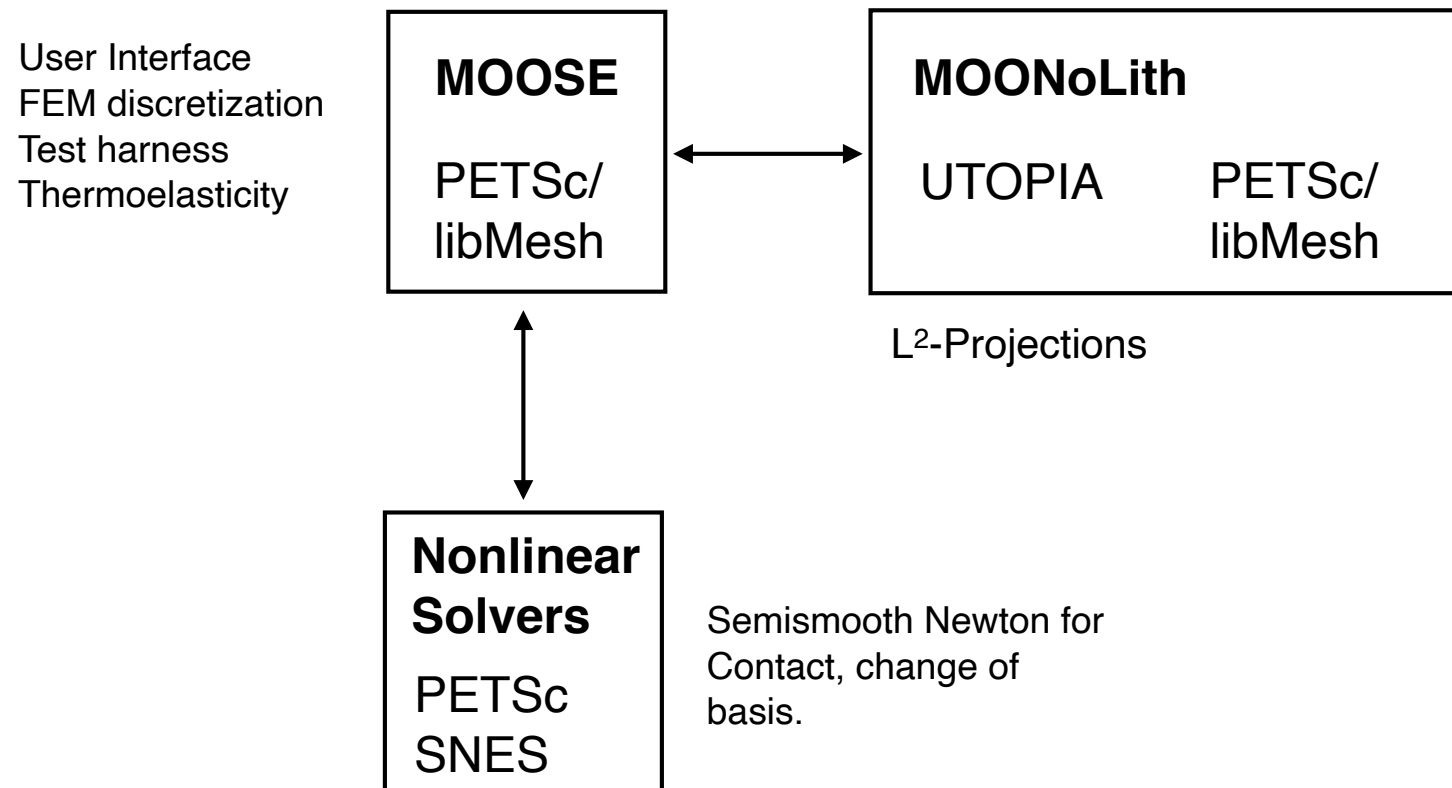 User Interface
FEM discretization
Test harness
Thermoelasticity
MOOSE
PETSc/
libMesh
MOONoLith
UTOPIA
PETSc/
libMesh
L²-Projections
Nonlinear
Solvers
PETSc
SNES
Semismooth Newton for
Contact, change of
basis.